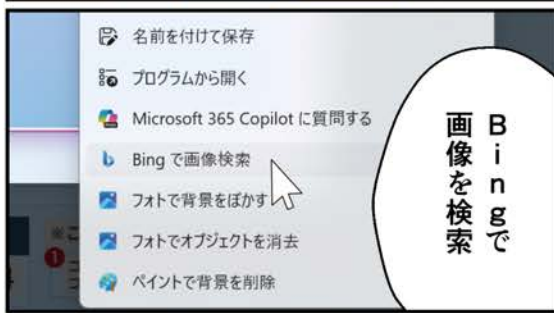 Bingで
画像を検索
名前を付けて保存
プログラムから開く
Microsoft 365 Copilot に質問する
Bing で画像検索
フォトで背景をぼかす
フォトでオブジェクトを消去
ペイントで背景を削除
※こ
1